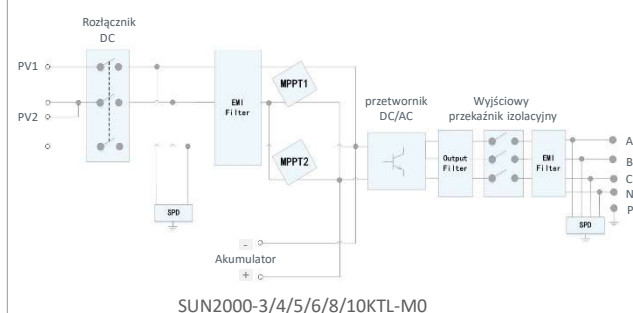 Rozłącznik
DC
PV1
PV2
EMI
Filter
MPPT1
MPPT2
SPD
przetwornik
DC/AC
Output
Filter
Wyjściowy
przekaźnik izolacyjny
EMI
Filter
A
B
C
N
P
SPD
-
Akumulator
+
SUN2000-3/4/5/6/8/10KTL-M0